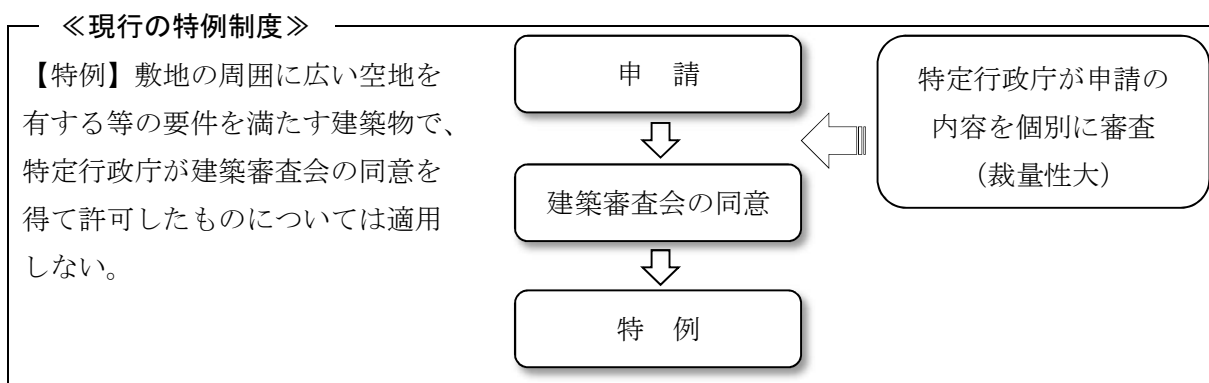 ≪現行の特例制度≫
【特例】敷地の周囲に広い空地を
有する等の要件を満たす建築物で、
特定行政庁が建築審査会の同意を
得て許可したものについては適用
しない。
申　請
建築審査会の同意
特　例
特定行政庁が申請の
内容を個別に審査
（裁量性大）